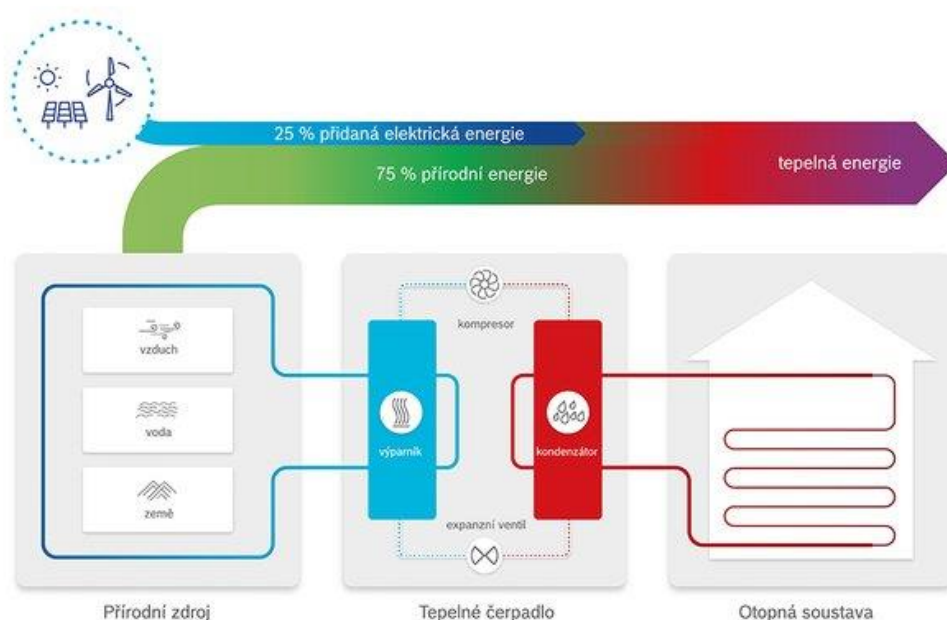 25 % přidaná elektrická energie
75 % přírodní energie
tepelná energie
vzduch
voda
země
kompresor
výparník
kondenzátor
expanzní ventil
Přírodní zdroj
Tepelné čerpadlo
Otopná soustava